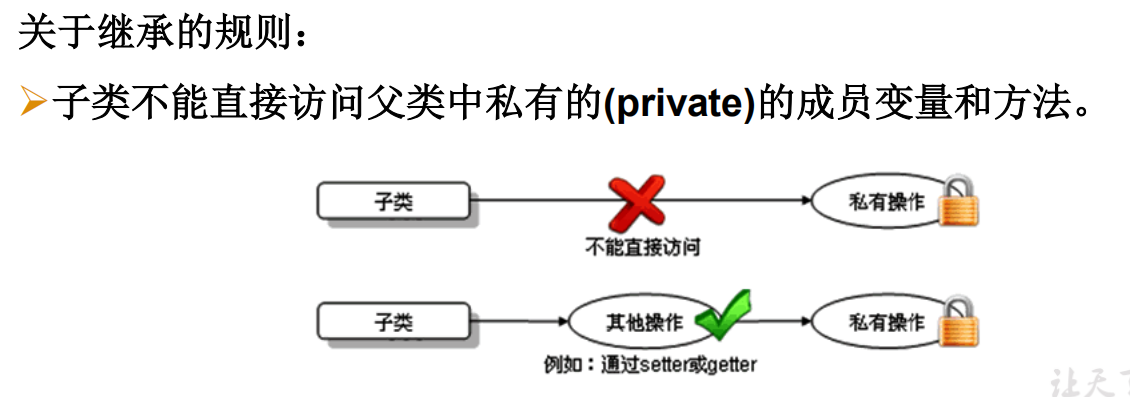 关于继承的规则：
子类不能直接访问父类中私有的(private)的成员变量和方法。
子类
私有操作
不能直接访问
子类
其他操作
私有操作
例如：通过setter或getter
让天